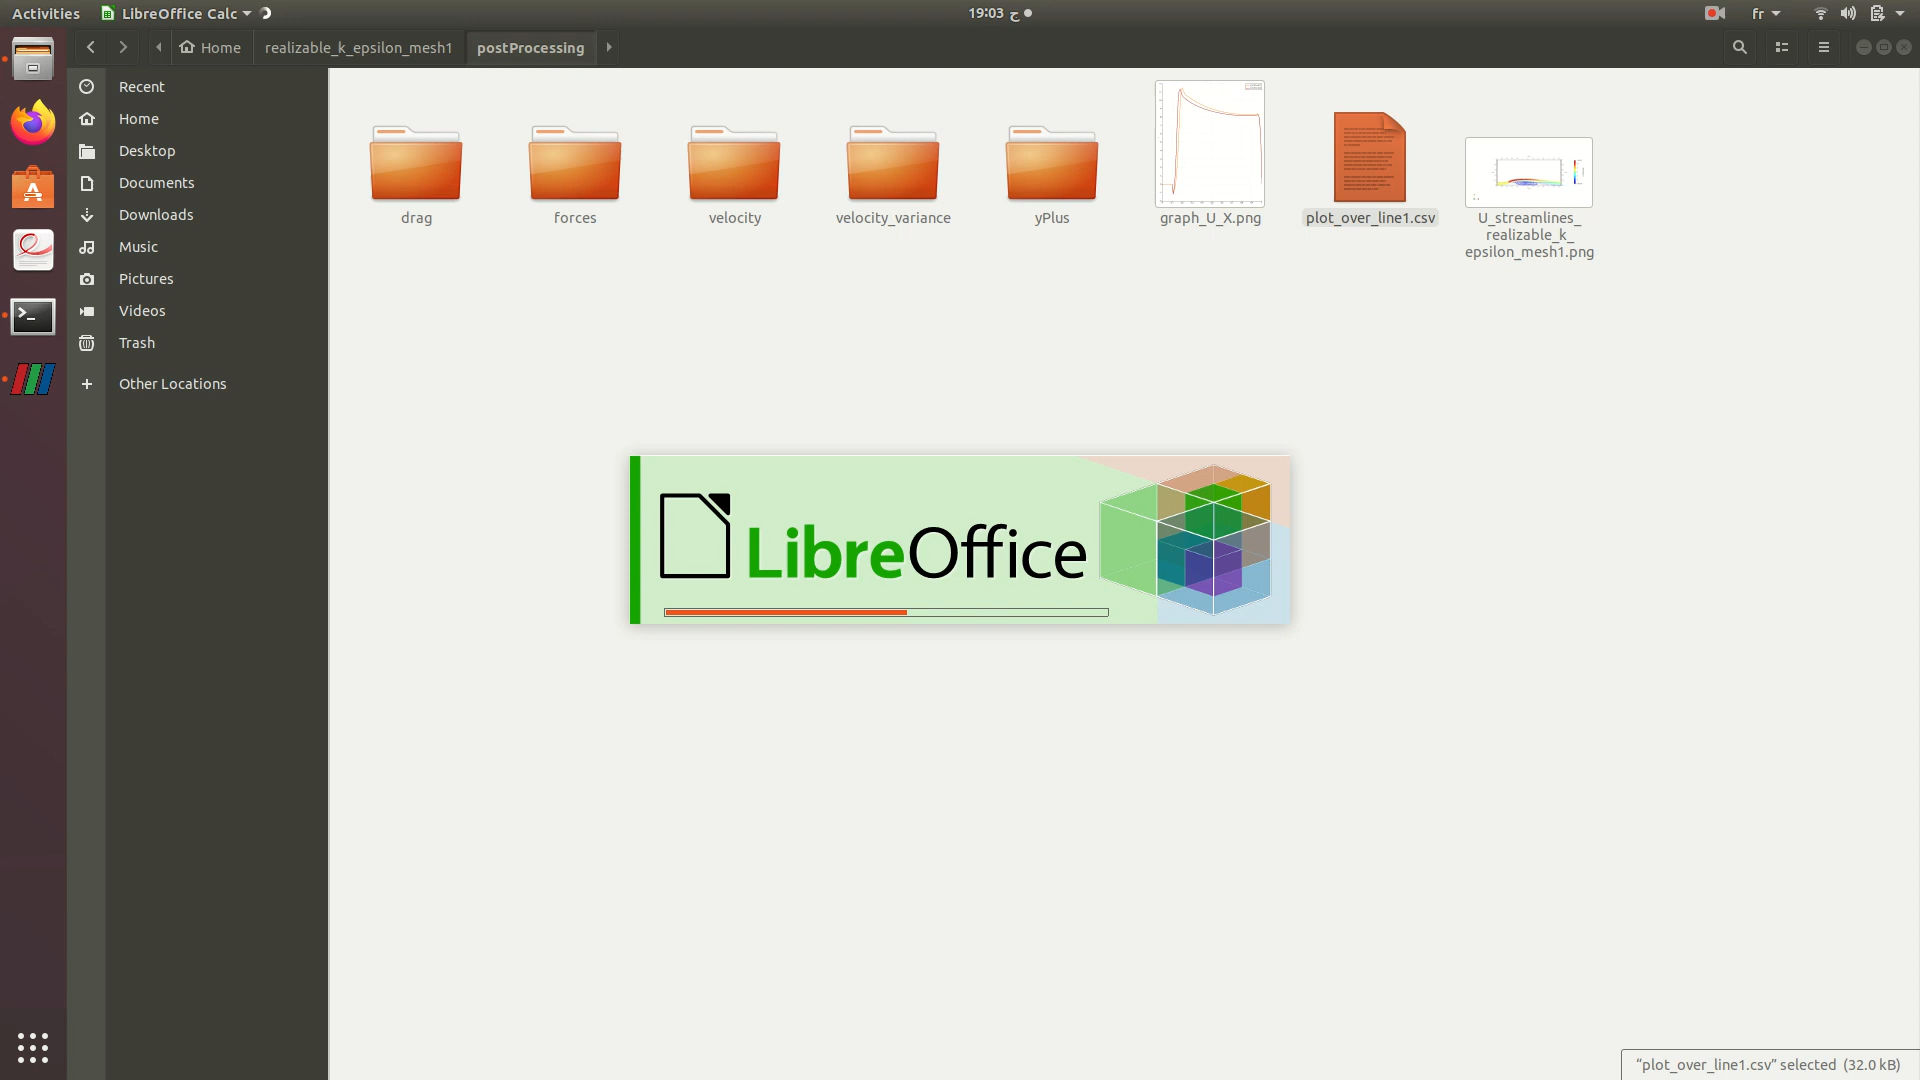 Activities
LibreOffice Calc
19:03 ج
fr
Home
realizable_k_epsilon_mesh1
postProcessing
Recent
Home
Desktop
Documents
Downloads
Music
Pictures
Videos
Trash
Other Locations
drag
forces
velocity
velocity_variance
yPlus
graph_U_X.png
plot_over_line1.csv
U_streamlines_
realizable_k_
epsilon_mesh1.png
LibreOffice
"plot_over_line1.csv" selected (32.0 kB)